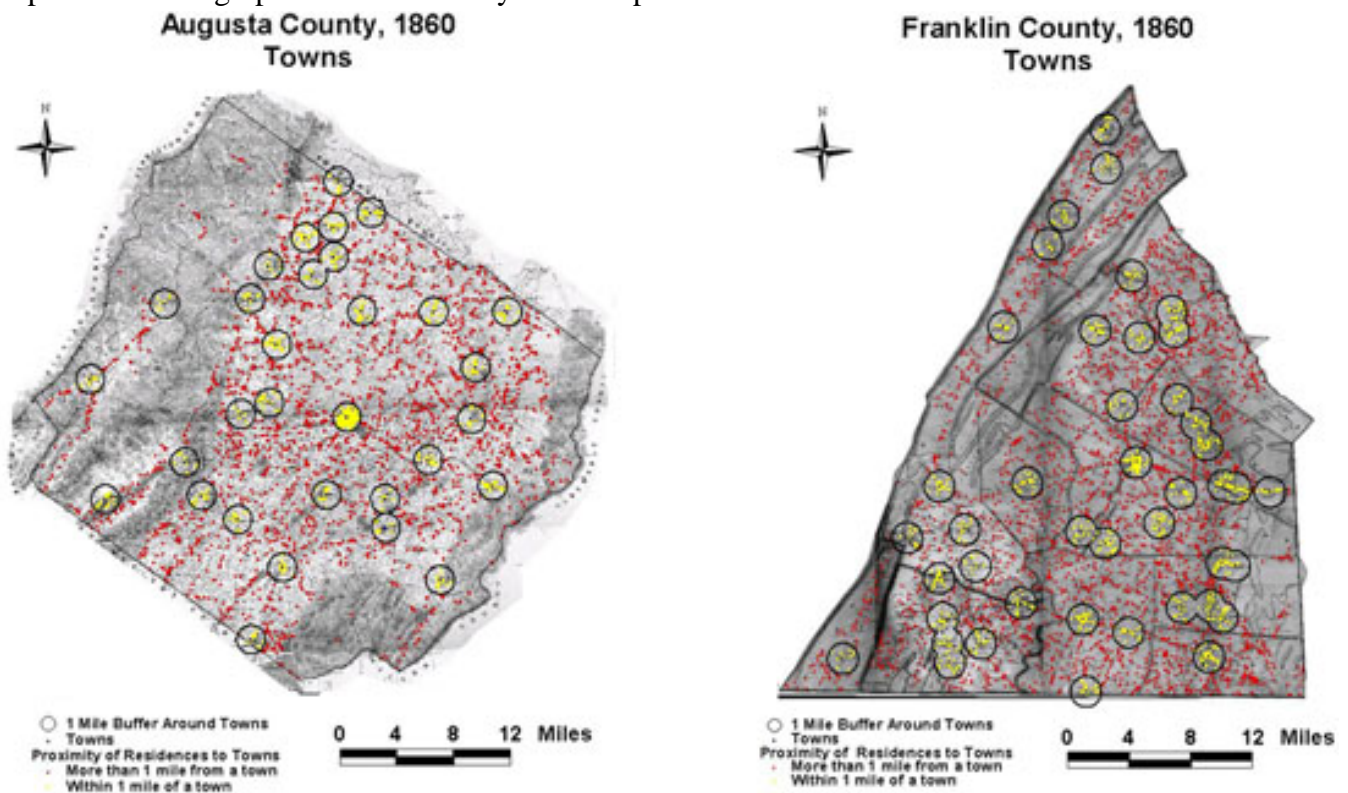 Augusta County, 1860
Towns
N
1 Mile Buffer Around Towns
Towns
Proximity of Residences to Towns
More than 1 mile from a town
Within 1 mile of a town
0 4 8 12 Miles
Franklin County, 1860
Towns
N
1 Mile Buffer Around Towns
Towns
Proximity of Residences to Towns
More than 1 mile from a town
Within 1 mile of a town
0 4 8 12 Miles